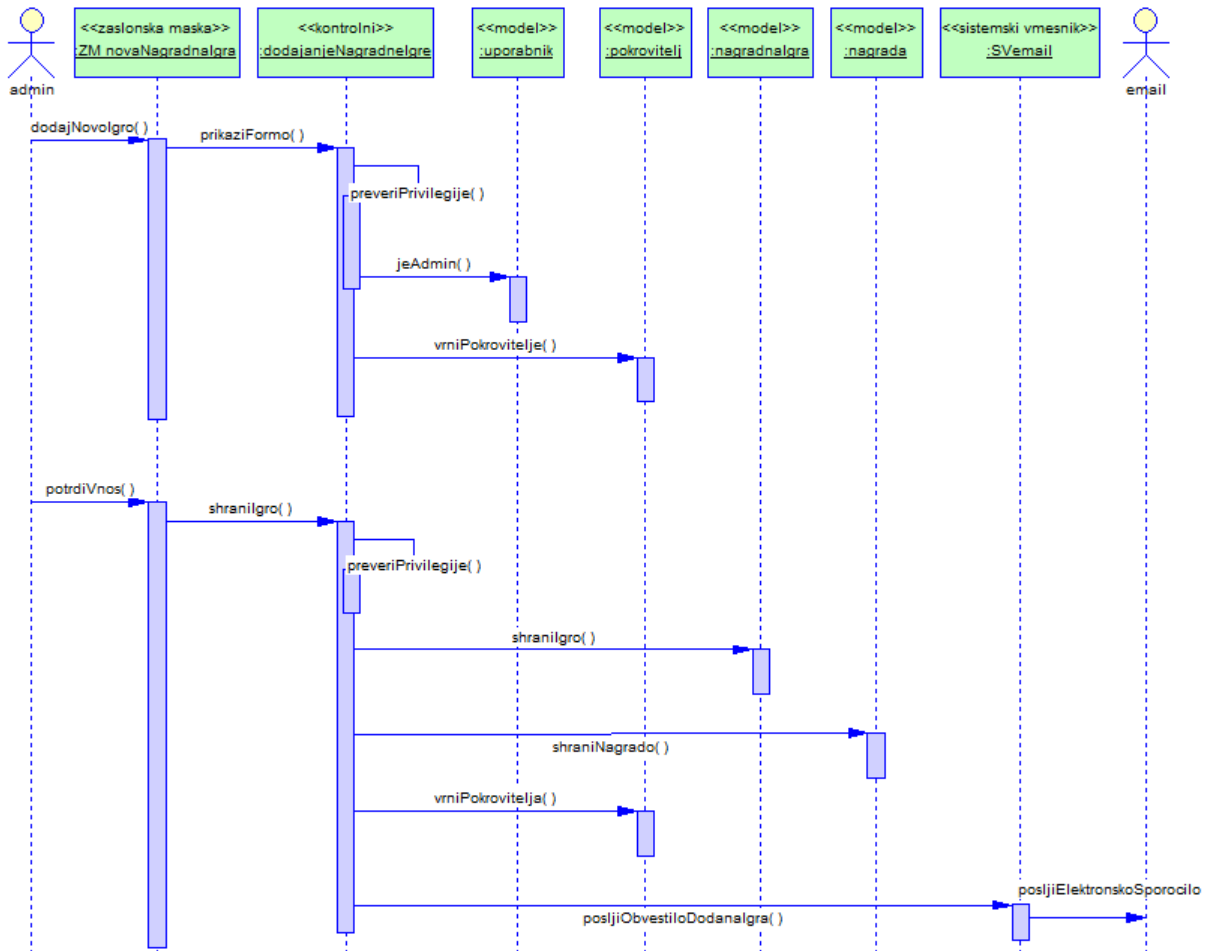 <<zaslonska maska>>
:ZM novaNagradnaIgra
<<kontrolni>>
:dodajanjeNagradneIgre
<<model>>
:uporabnik
<<model>>
:pokrovitelj
<<model>>
:nagradnaIgra
<<model>>
:nagrada
<<sistemski vmesnik>>
:SVemail
admin
email
dodajNovoIgro( )
prikaziFormo( )
preveriPrivilegije( )
jeAdmin( )
vrniPokrovitelje( )
potrdiVnos( )
shraniIgro( )
preveriPrivilegije( )
shraniIgro( )
shraniNagrado( )
vrniPokrovitelja( )
posljiElektronskoSporocilo
posljiObvestiloDodanaIgra( )